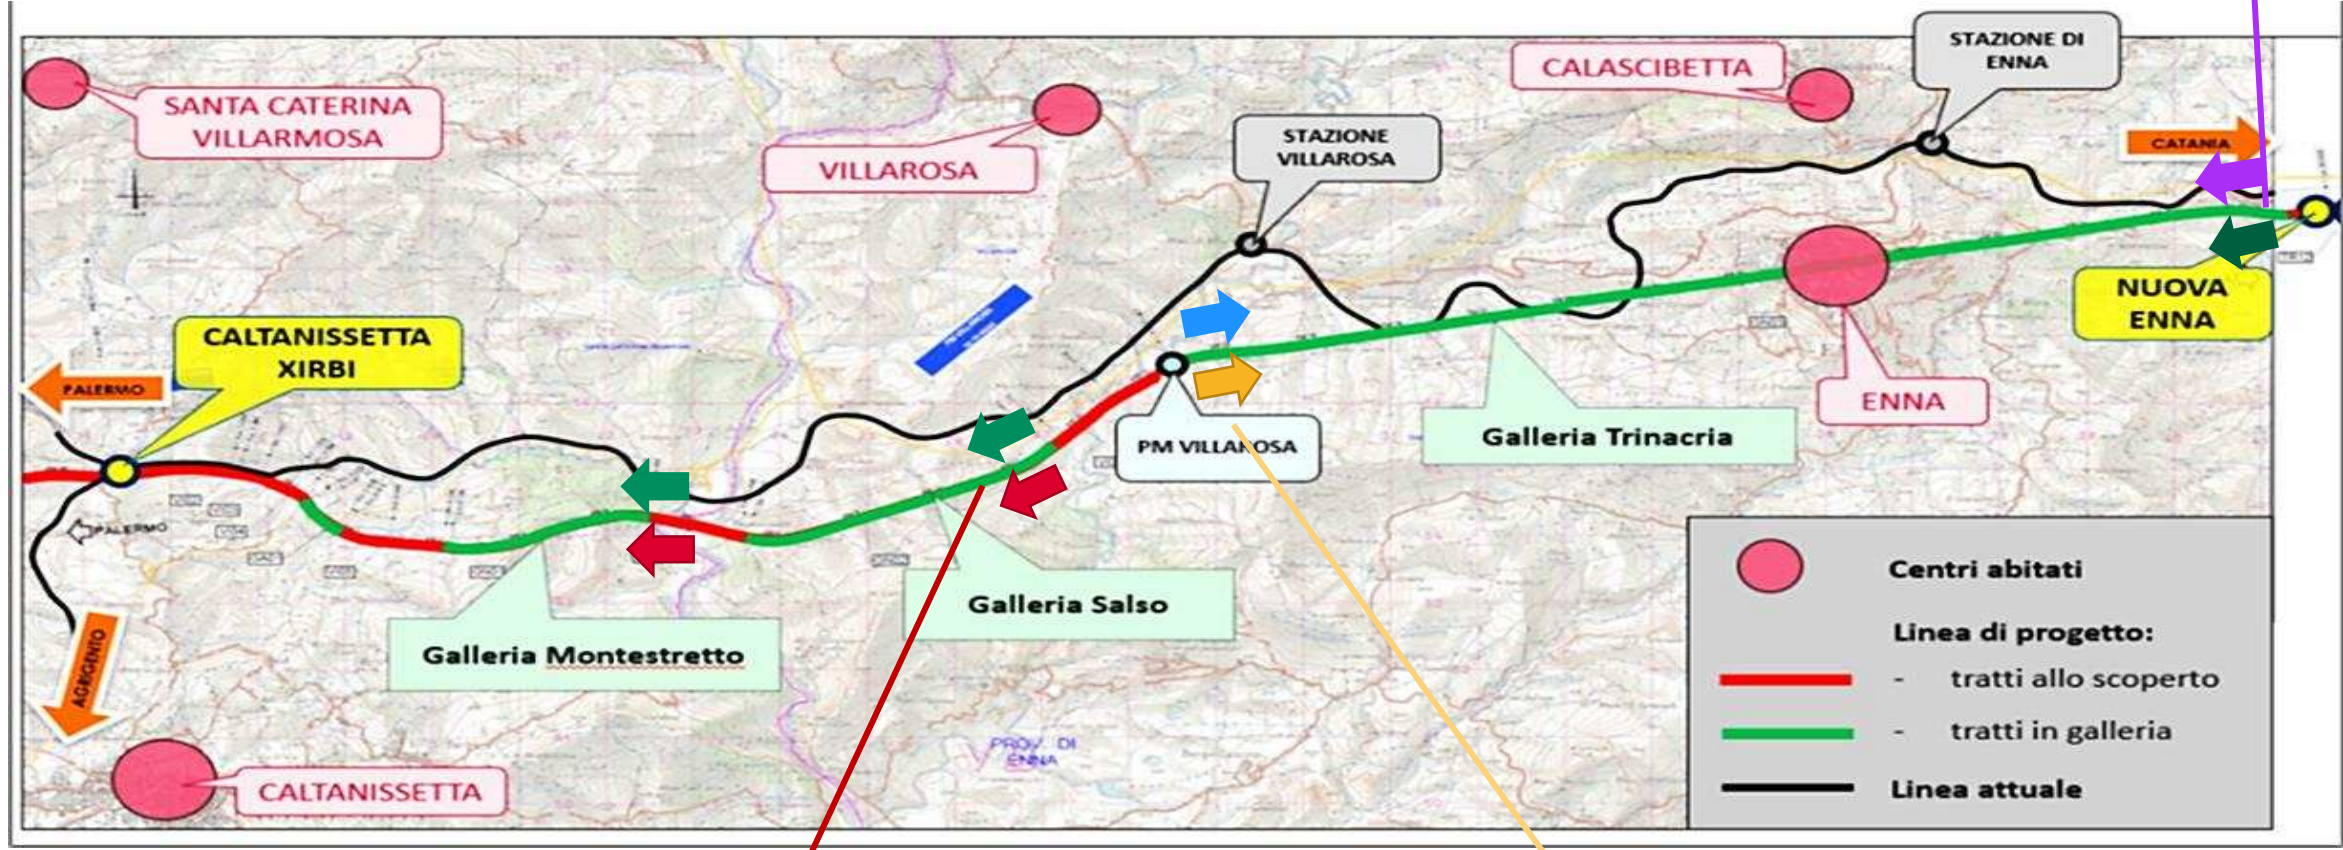 STAZIONE DI
ENNA
CALASCIBETTA
SANTA CATERINA
VILLARMOSA
STAZIONE
VILLAROSA
CATANIA
VILLAROSA
NUOVA
ENNA
CALTANISSETTA
XIRBI
PALERMO
ENNA
PM VILLAROSA
Galleria Trinacria
PALERMO
Galleria Salso
Galleria Montestretto
AGRIGENTO
PROV. DI
ENNA
CALTANISSETTA
Centri abitati
Linea di progetto:
- tratti allo scoperto
- tratti in galleria
Linea attuale